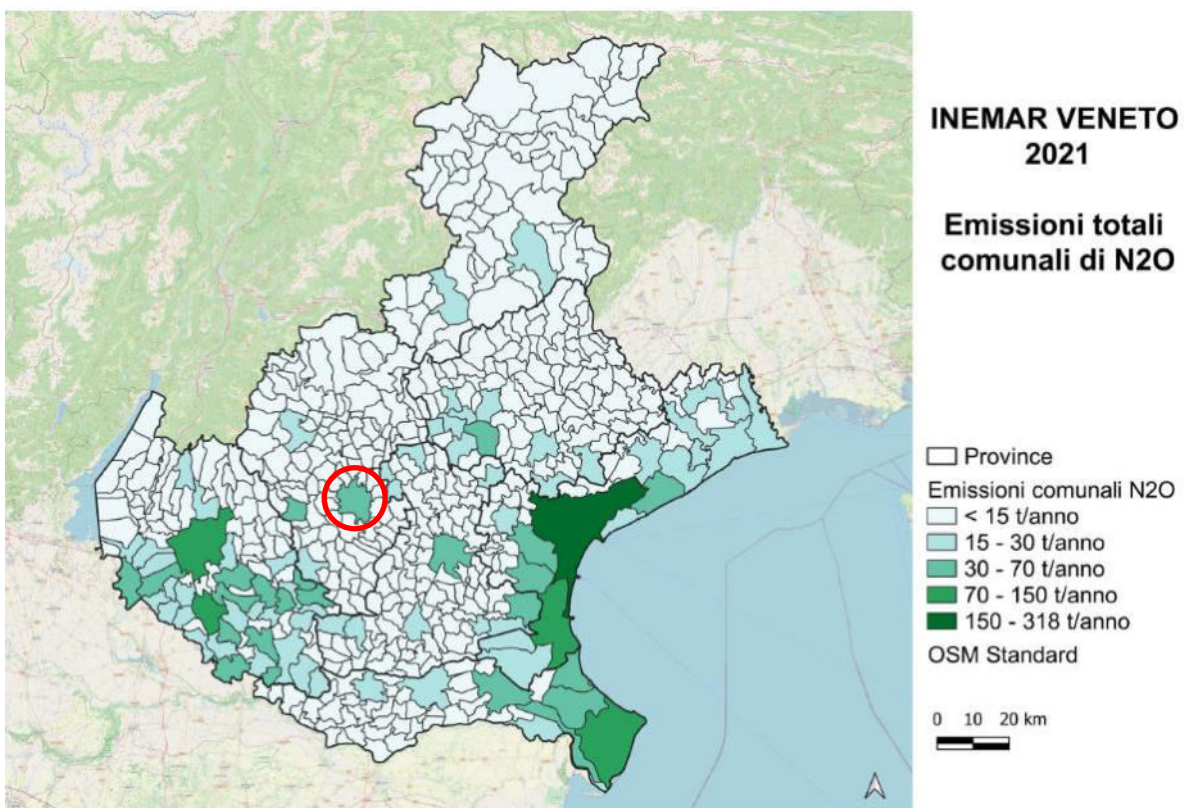 INEMAR VENETO
2021
Emissioni totali
comunali di N2O
Province
Emissioni comunali N2O
< 15 t/anno
15 - 30 t/anno
30 - 70 t/anno
70 - 150 t/anno
150 - 318 t/anno
OSM Standard
0 10 20 km